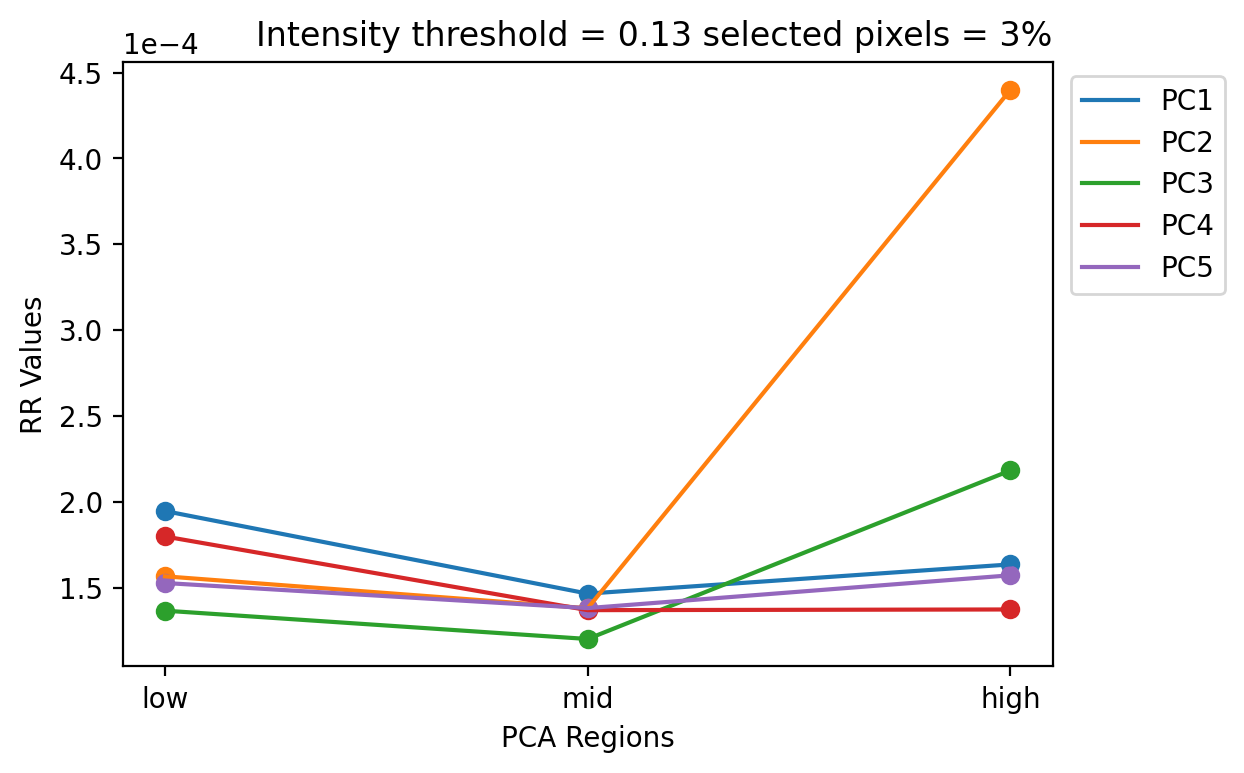 Intensity threshold = 0.13 selected pixels = 3%
1e−4
4.5
4.0
3.5
3.0
2.5
2.0
1.5
RR Values
low
mid
high
PCA Regions
PC1
PC2
PC3
PC4
PC5